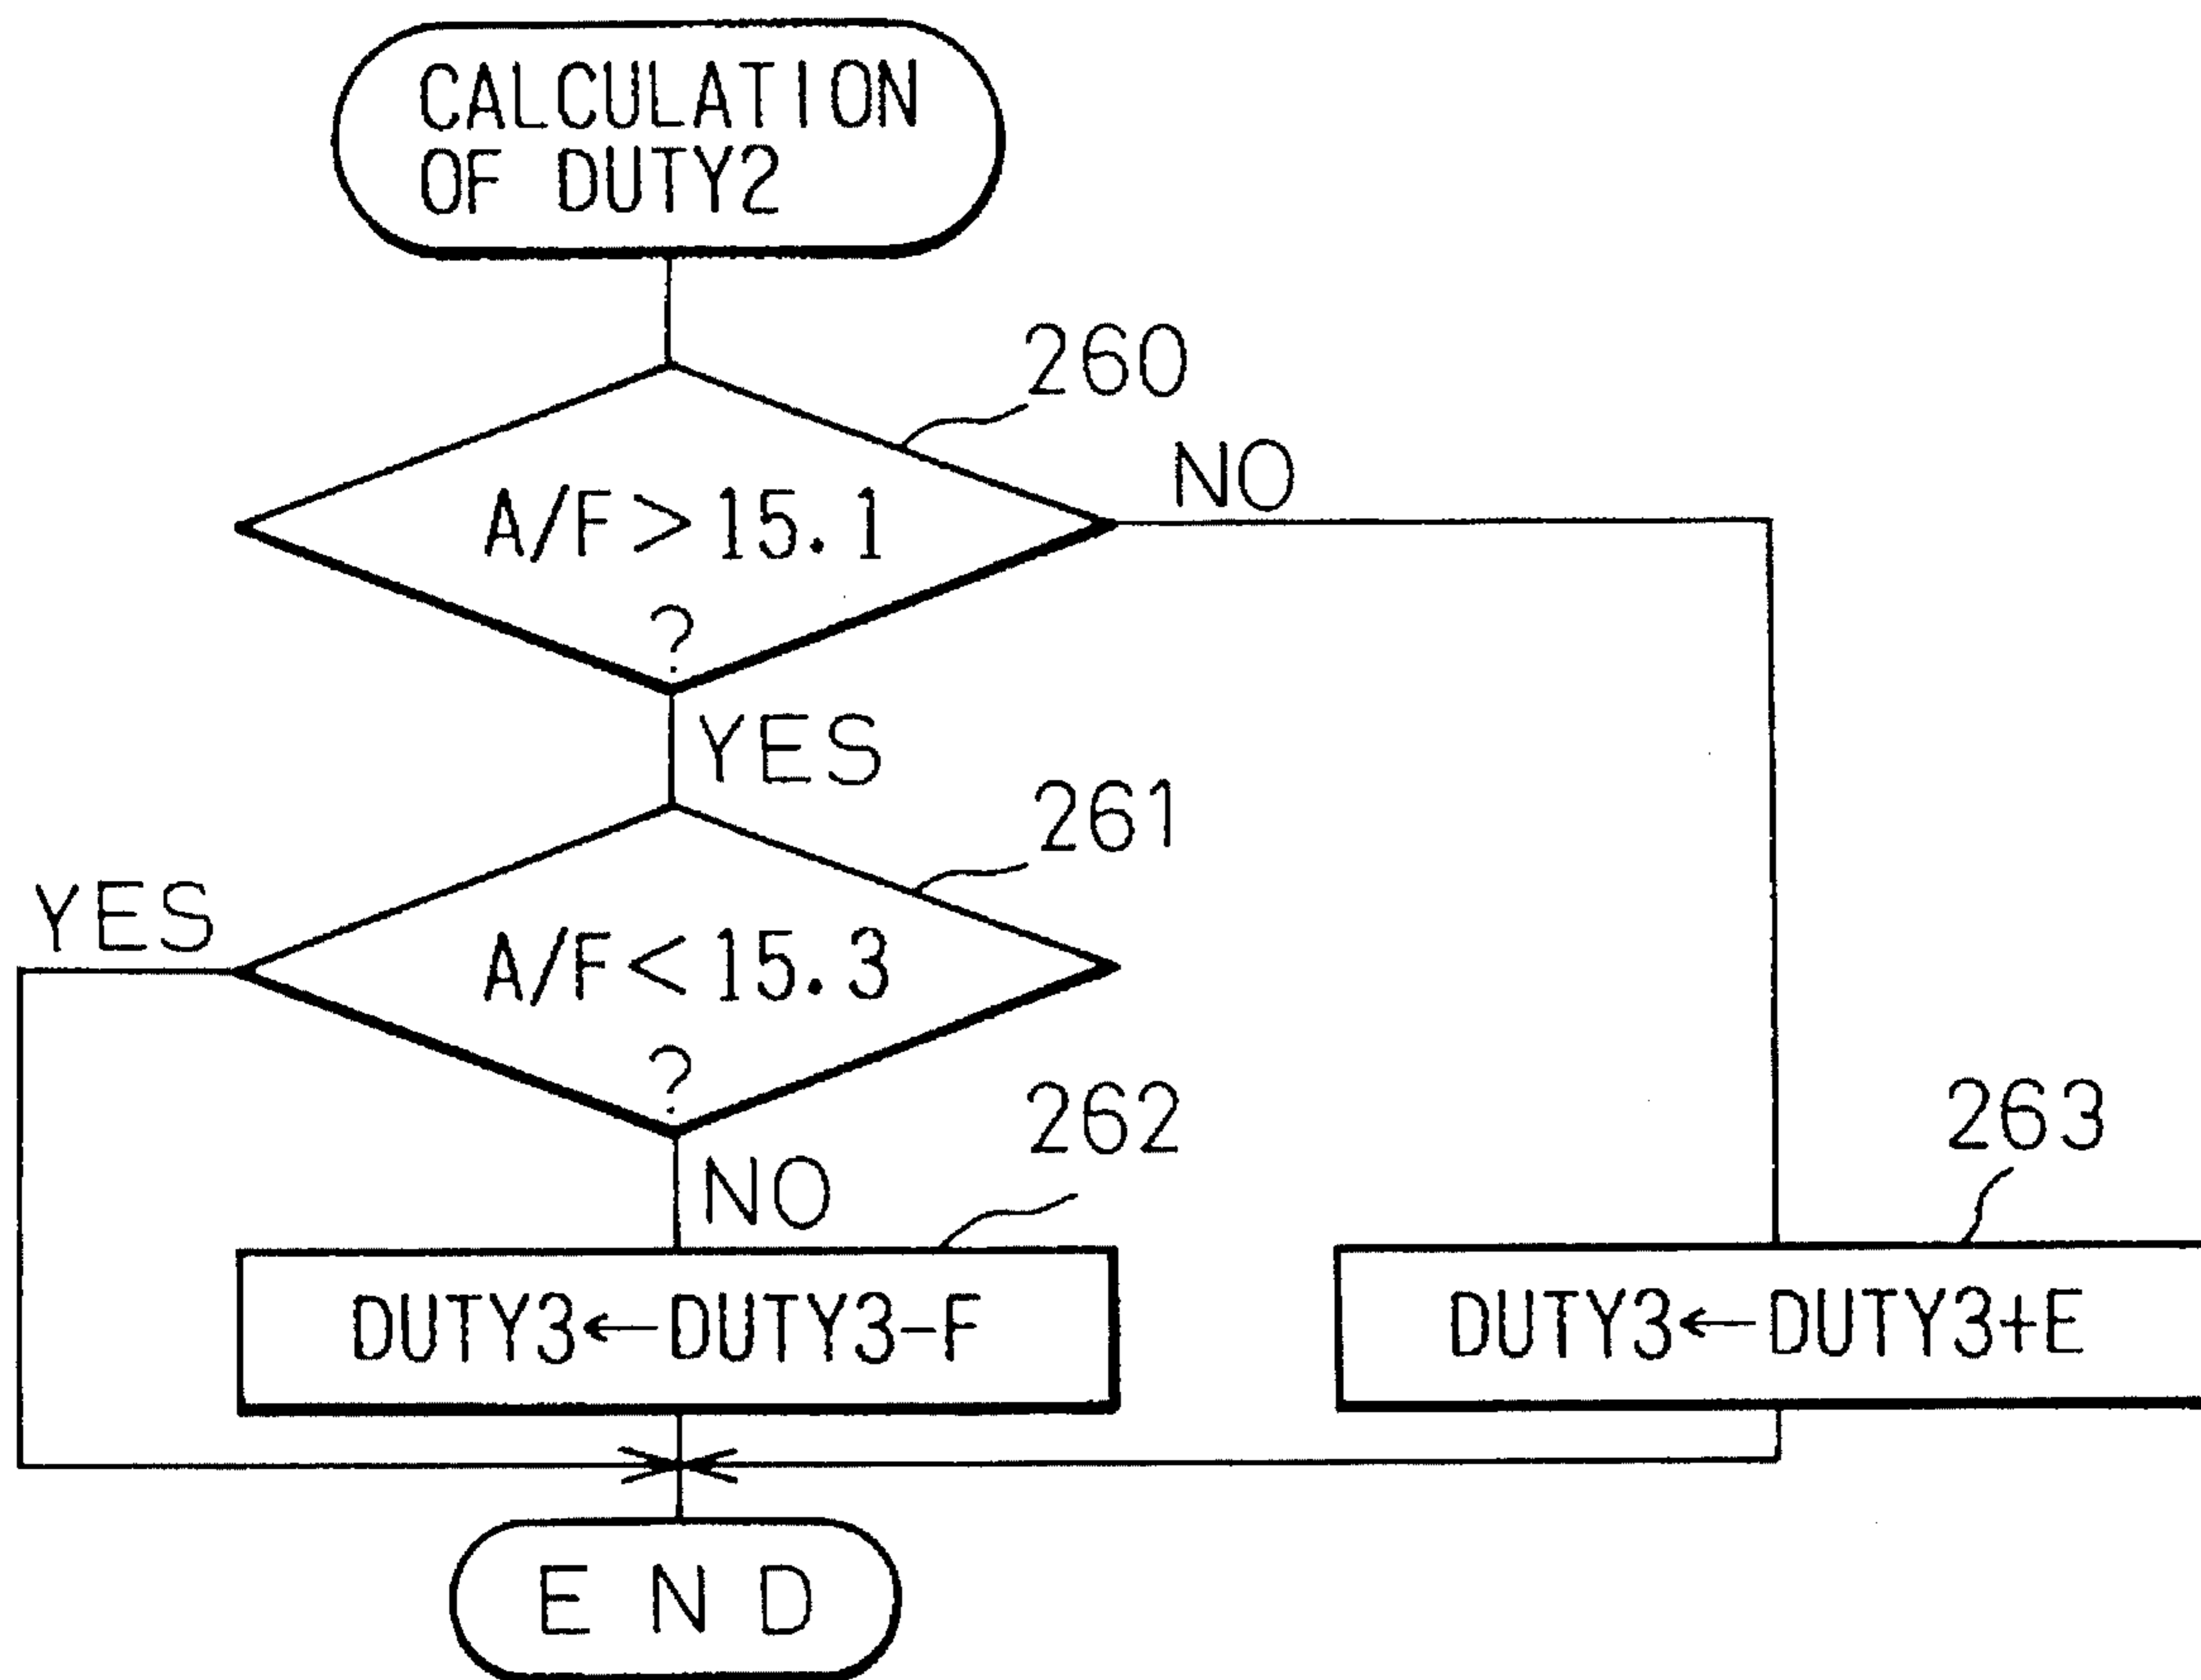 CALCULATION
OF DUTY2
260
A/F>15.1
?
NO
YES
261
YES
A/F<15.3
?
NO
262
263
DUTY3←DUTY3-F
DUTY3←DUTY3+E
END